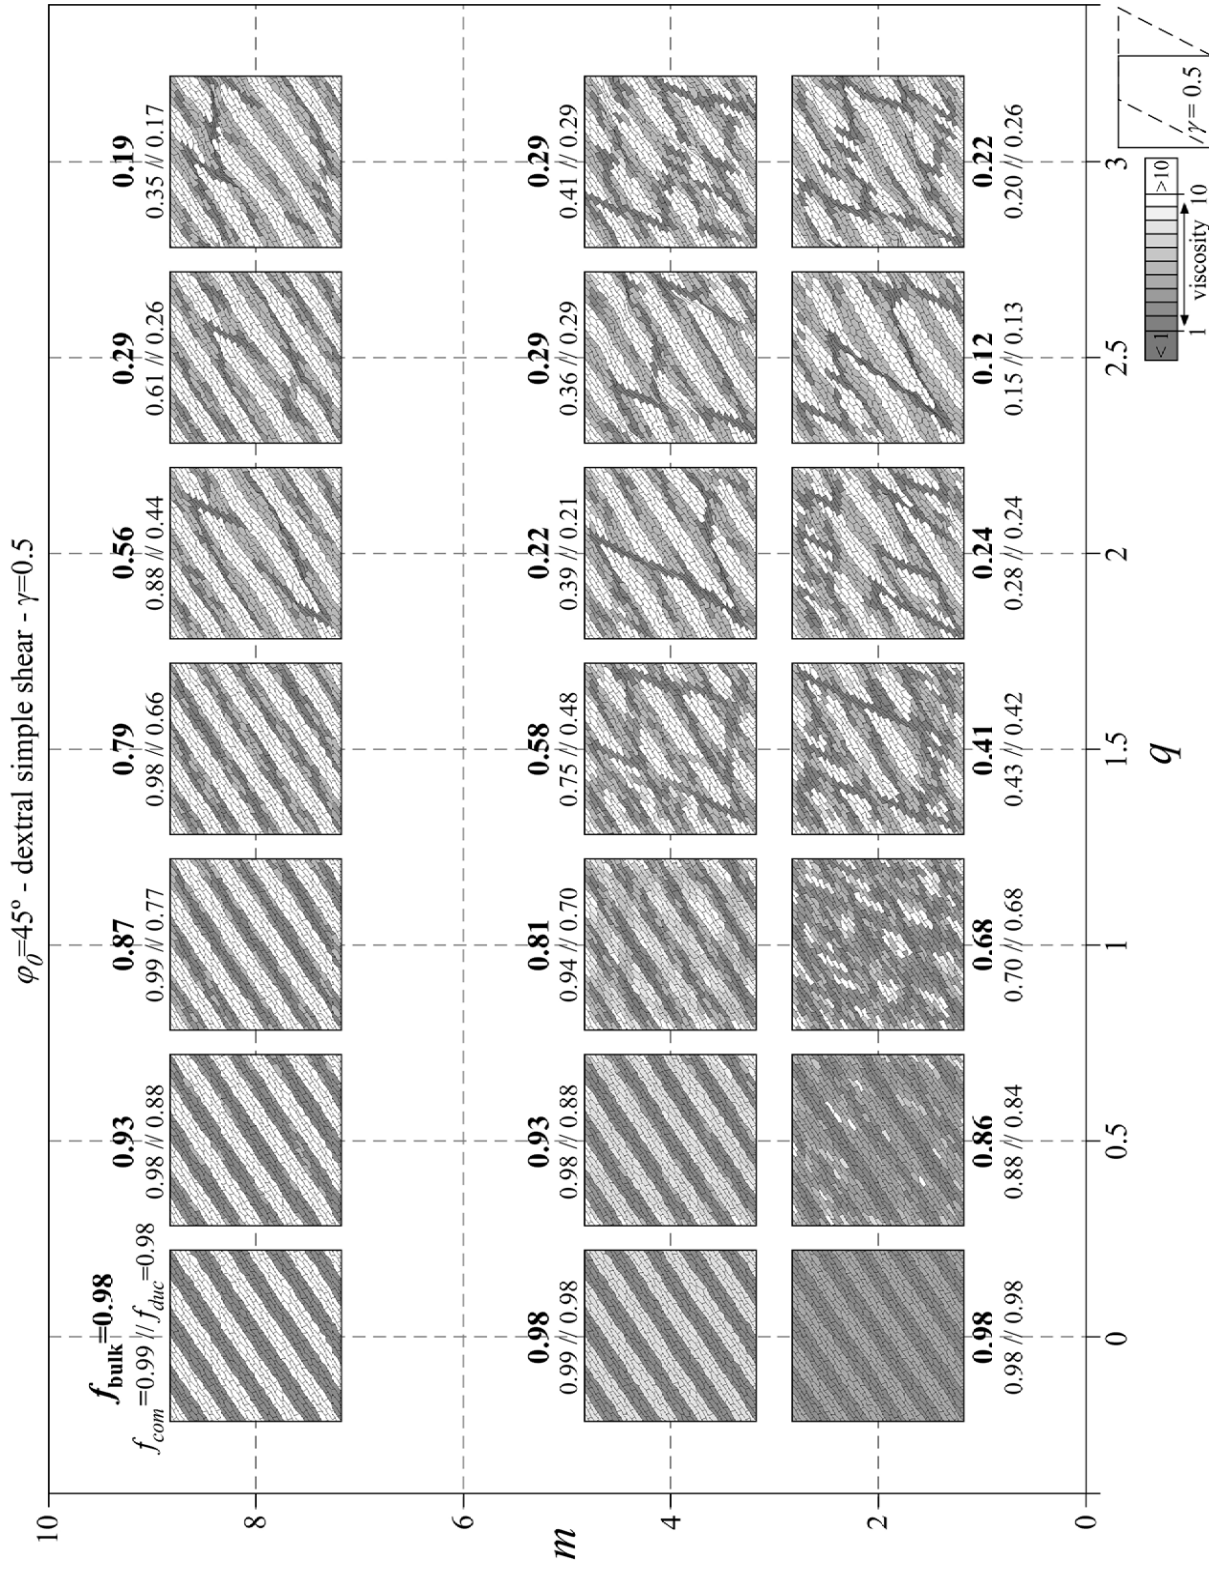 φ₀=45º - dextral simple shear - γ=0.5
10
8
6
4
2
0
m
f_bulk=0.98
f_com=0.99 // f_duc=0.98
0.93
0.98 // 0.88
0.87
0.99 // 0.77
0.79
0.98 // 0.66
0.56
0.88 // 0.44
0.29
0.61 // 0.26
0.19
0.35 // 0.17
0.98
0.99 // 0.98
0.93
0.98 // 0.88
0.81
0.94 // 0.70
0.58
0.75 // 0.48
0.22
0.39 // 0.21
0.29
0.36 // 0.29
0.29
0.41 // 0.29
0.98
0.98 // 0.98
0.86
0.88 // 0.84
0.68
0.70 // 0.68
0.41
0.43 // 0.42
0.24
0.28 // 0.24
0.12
0.15 // 0.13
0.22
0.20 // 0.26
0
0.5
1
1.5
2
2.5
3
q
<1
>10
1
10
viscosity
γ= 0.5